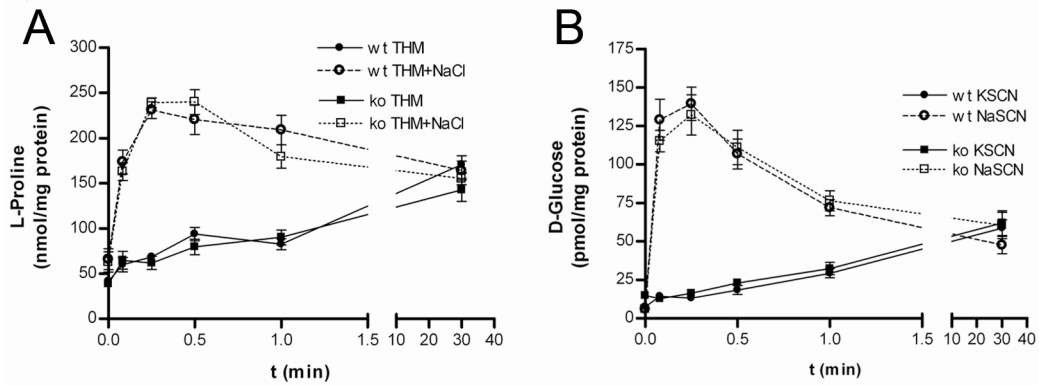 A
L-Proline
(nmol/mg protein)
300
250
200
150
100
50
0
0.0
0.5
1.0
1.5
10
20
30
40
t (min)
wt THM
wt THM+NaCl
ko THM
ko THM+NaCl
B
D-Glucose
(pmol/mg protein)
175
150
125
100
75
50
25
0
0.0
0.5
1.0
1.5
10
20
30
40
t (min)
wt KSCN
wt NaSCN
ko KSCN
ko NaSCN